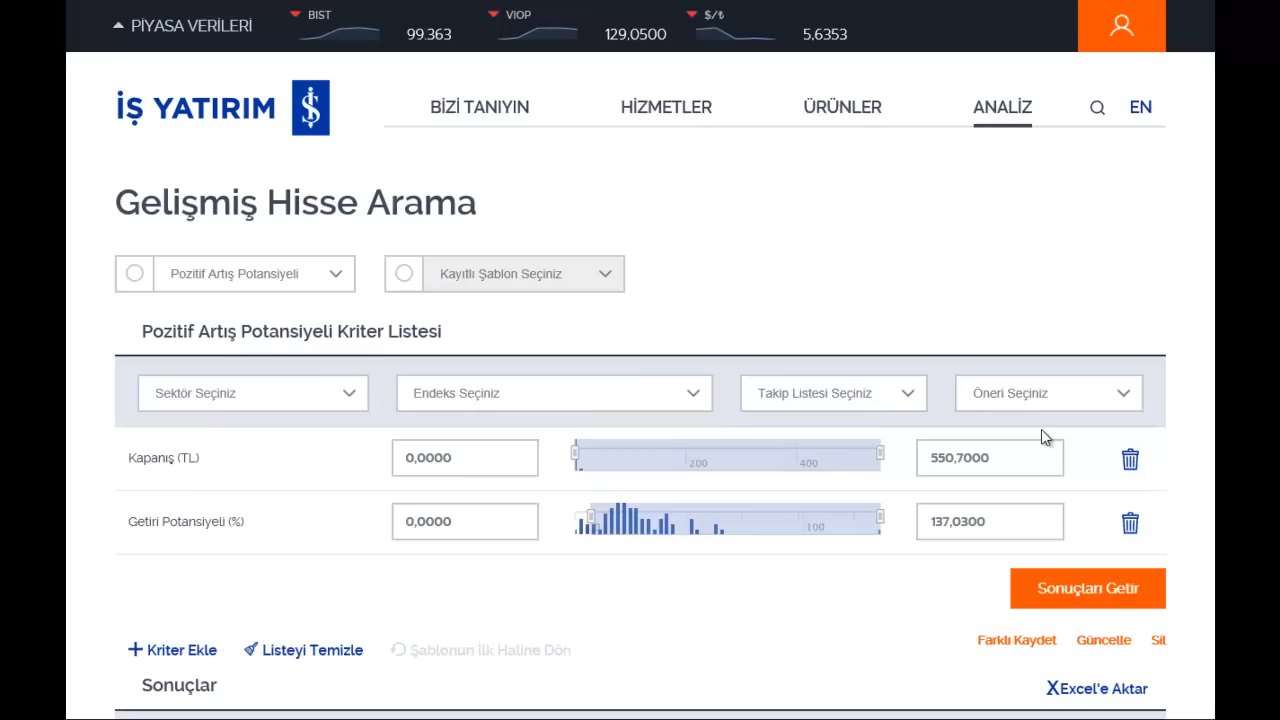 PİYASA VERİLERİ
BIST 99.363
VIOP 129,0500
$/₺ 5,6353
İŞ YATIRIM
BİZİ TANIYIN HİZMETLER ÜRÜNLER ANALİZ EN
Gelişmiş Hisse Arama
Pozitif Artış Potansiyeli Kayıtlı Şablon Seçiniz
Pozitif Artış Potansiyeli Kriter Listesi
Sektör Seçiniz Endeks Seçiniz Takip Listesi Seçiniz Öneri Seçiniz
Kapanış (TL) 0,0000 200 400 550,7000
Getiri Potansiyeli (%) 0,0000 100 137,0300
Sonuçları Getir
Farklı Kaydet Güncelle Sil
Kriter Ekle Listeyi Temizle Şablonun İlk Haline Dön
Sonuçlar
Excel'e Aktar